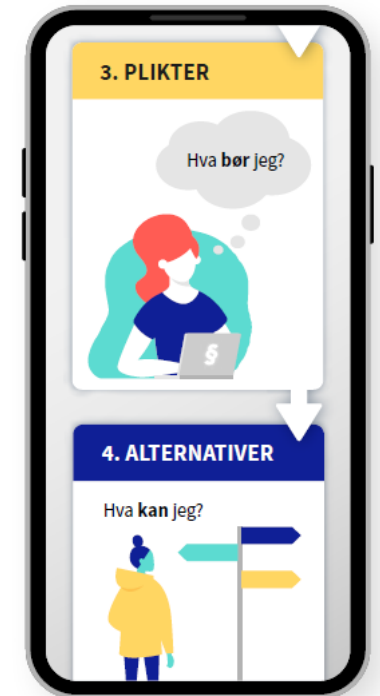 3. PLIKTER
Hva bør jeg?
§
4. ALTERNATIVER
Hva kan jeg?